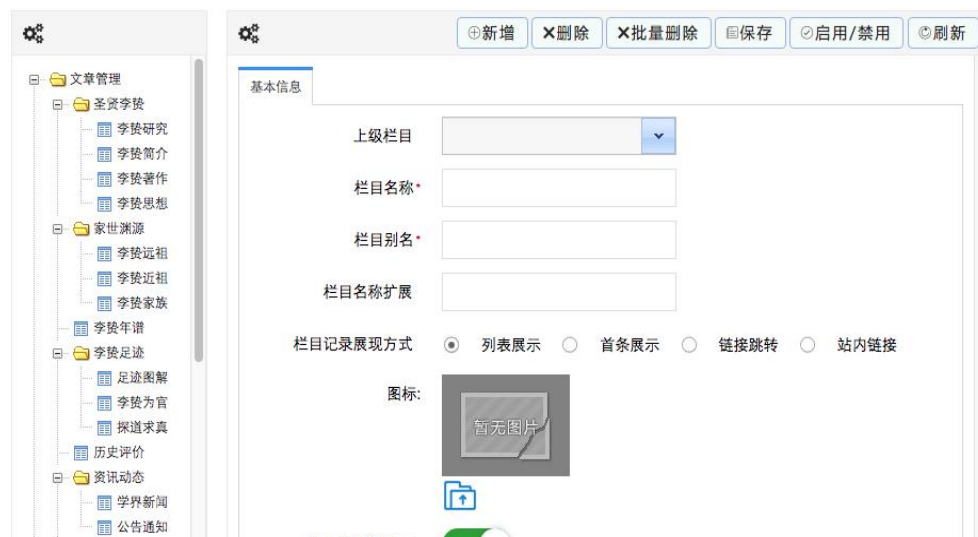 新增 删除 批量删除 保存 启用/禁用 刷新
文章管理
圣贤李贽
李贽研究
李贽简介
李贽著作
李贽思想
家世渊源
李贽远祖
李贽近祖
李贽家族
李贽年谱
李贽足迹
足迹图解
李贽为官
探道求真
历史评价
资讯动态
学界新闻
公告通知
基本信息
上级栏目
栏目名称*
栏目别名*
栏目名称扩展
栏目记录展现方式 列表展示 首条展示 链接跳转 站内链接
图标:
暂无图片